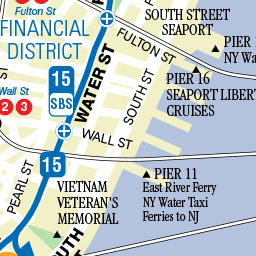 Fulton St
FINANCIAL
DISTRICT
SOUTH STREET
SEAPORT
FULTON ST
PIER
NY Wa
15
SBS
WATER ST
PIER 16
SEAPORT LIBERT
CRUISES
SOUTH ST
Wall St
2 3
WALL ST
15
PIER 11
East River Ferry
NY Water Taxi
Ferries to NJ
PEARL ST
VIETNAM
VETERAN'S
MEMORIAL